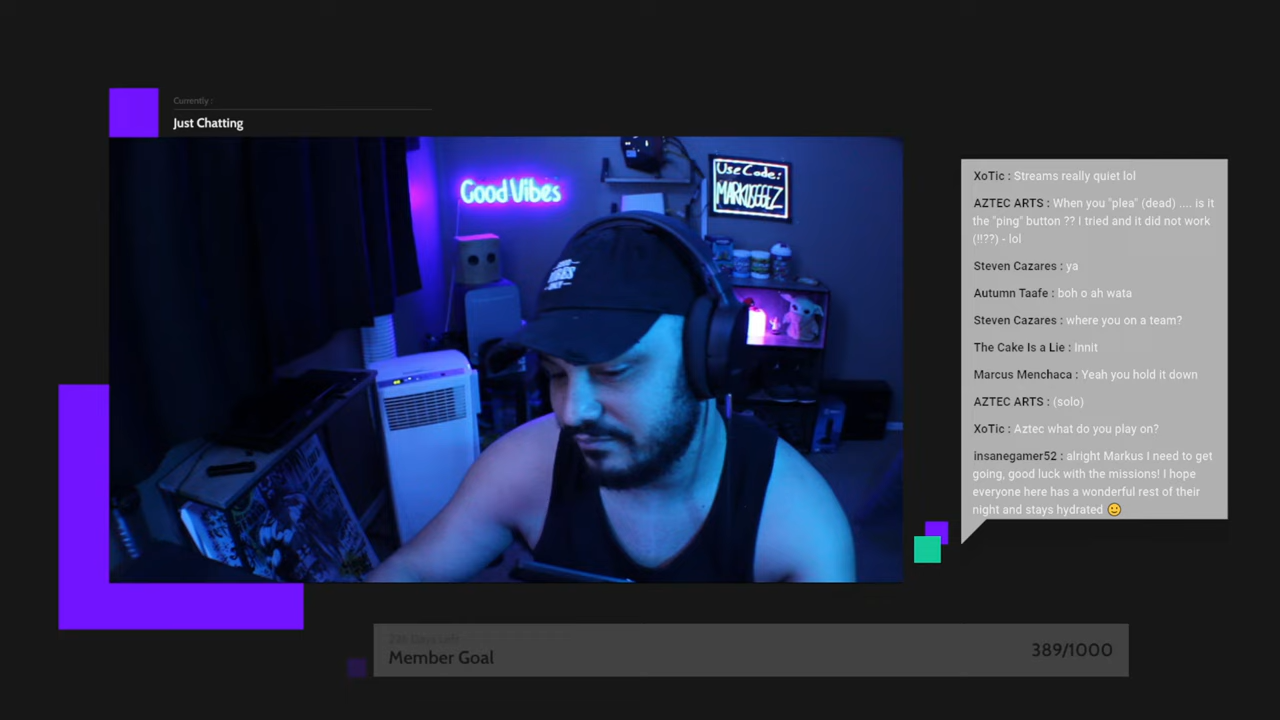 Currently :
Just Chatting
Good Vibes
Use Code:
VIBES
ONLY
XoTic : Streams really quiet lol
AZTEC ARTS : When you "plea" (dead) .... is it
the "ping" button ?? I tried and it did not work
(!!??) - lol
Steven Cazares : ya
Autumn Taafe : boh o ah wata
Steven Cazares : where you on a team?
The Cake Is a Lie : Innit
Marcus Menchaca : Yeah you hold it down
AZTEC ARTS : (solo)
XoTic : Aztec what do you play on?
insanegamer52 : alright Markus I need to get
going, good luck with the missions! I hope
everyone here has a wonderful rest of their
night and stays hydrated 🙂
Days Left
Member Goal
389/1000